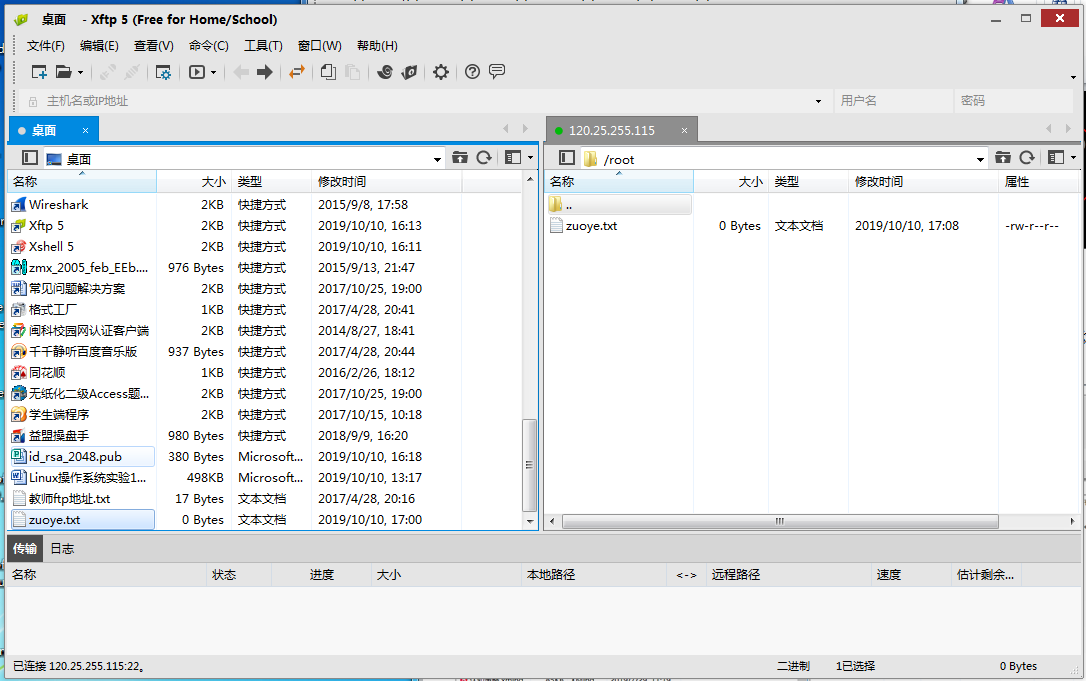 桌面 - Xftp 5 (Free for Home/School)
文件(F) 编辑(E) 查看(V) 命令(C) 工具(T) 窗口(W) 帮助(H)
主机名或IP地址 用户名 密码
桌面 × 120.25.255.115 ×
桌面 /root
名称 大小 类型 修改时间 名称 大小 类型 修改时间 属性
Wireshark 2KB 快捷方式 2015/9/8, 17:58 ..
Xftp 5 2KB 快捷方式 2019/10/10, 16:13 zuoye.txt 0 Bytes 文本文档 2019/10/10, 17:08 -rw-r--r--
Xshell 5 2KB 快捷方式 2019/10/10, 16:11
zmx_2005_feb_EEb.... 976 Bytes 快捷方式 2015/9/13, 21:47
常见问题解决方案 2KB 快捷方式 2017/10/25, 19:00
格式工厂 1KB 快捷方式 2017/4/28, 20:41
闽科校园网认证客户端 2KB 快捷方式 2014/8/27, 18:41
千千静听百度音乐版 937 Bytes 快捷方式 2017/4/28, 20:44
同花顺 1KB 快捷方式 2016/2/26, 18:12
无纸化二级Access题... 2KB 快捷方式 2017/10/25, 19:00
学生端程序 2KB 快捷方式 2017/10/15, 10:18
益盟操盘手 980 Bytes 快捷方式 2018/9/9, 16:20
id_rsa_2048.pub 380 Bytes Microsoft... 2019/10/10, 16:18
Linux操作系统实验1... 498KB Microsoft... 2019/10/10, 13:17
教师ftp地址.txt 17 Bytes 文本文档 2017/4/28, 20:16
zuoye.txt 0 Bytes 文本文档 2019/10/10, 17:00
传输 日志
名称 状态 进度 大小 本地路径 <-> 远程路径 速度 估计剩余...
已连接 120.25.255.115:22。 二进制 1已选择 0 Bytes